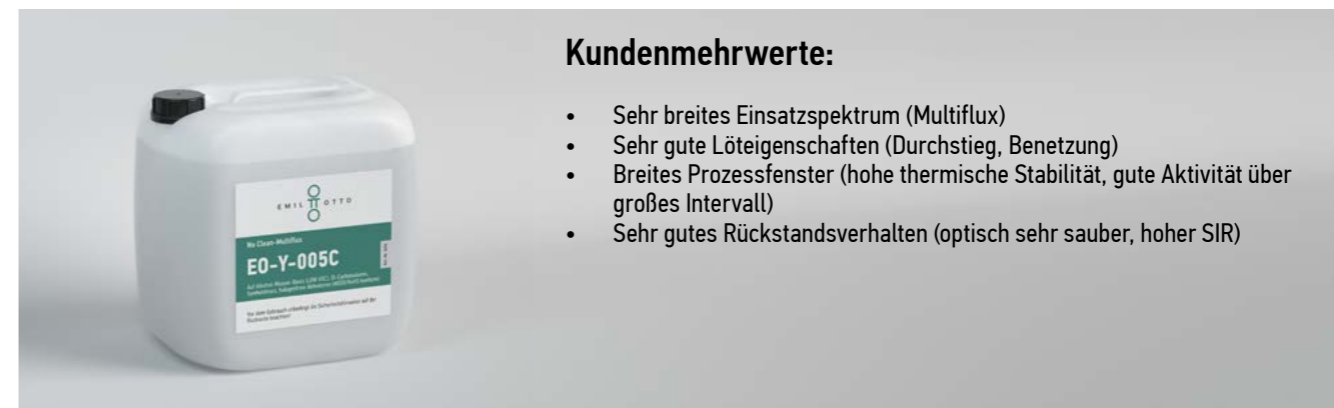 Kundenmehrwerte:
• Sehr breites Einsatzspektrum (Multiflux)
• Sehr gute Löteigenschaften (Durchstieg, Benetzung)
• Breites Prozessfenster (hohe thermische Stabilität, gute Aktivität über
großes Intervall)
• Sehr gutes Rückstandsverhalten (optisch sehr sauber, hoher SIR)
EMIL OTTO
No Clean-Multiflux
EO-Y-005C